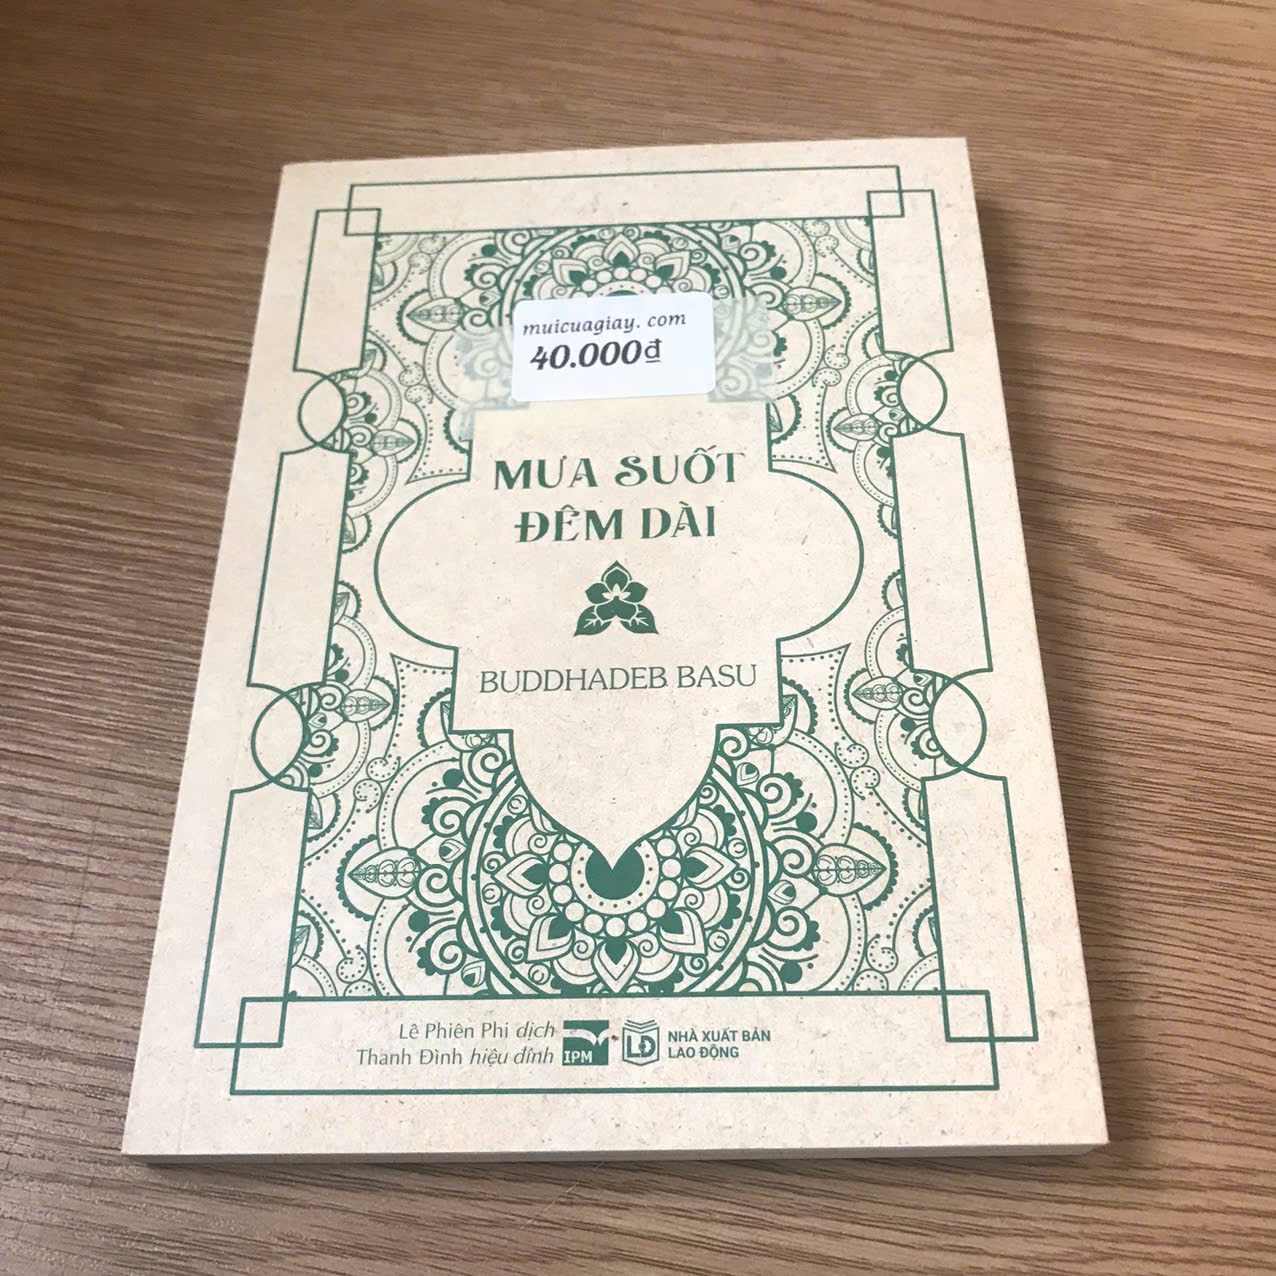 muicuagiay. com
40.000₫
MƯA SUỐT
ĐÊM DÀI
BUDDHADEB BASU
Lê Phiên Phi dịch
Thanh Đình hiệu đính
IPM
LĐ
NHÀ XUẤT BẢN
LAO ĐỘNG